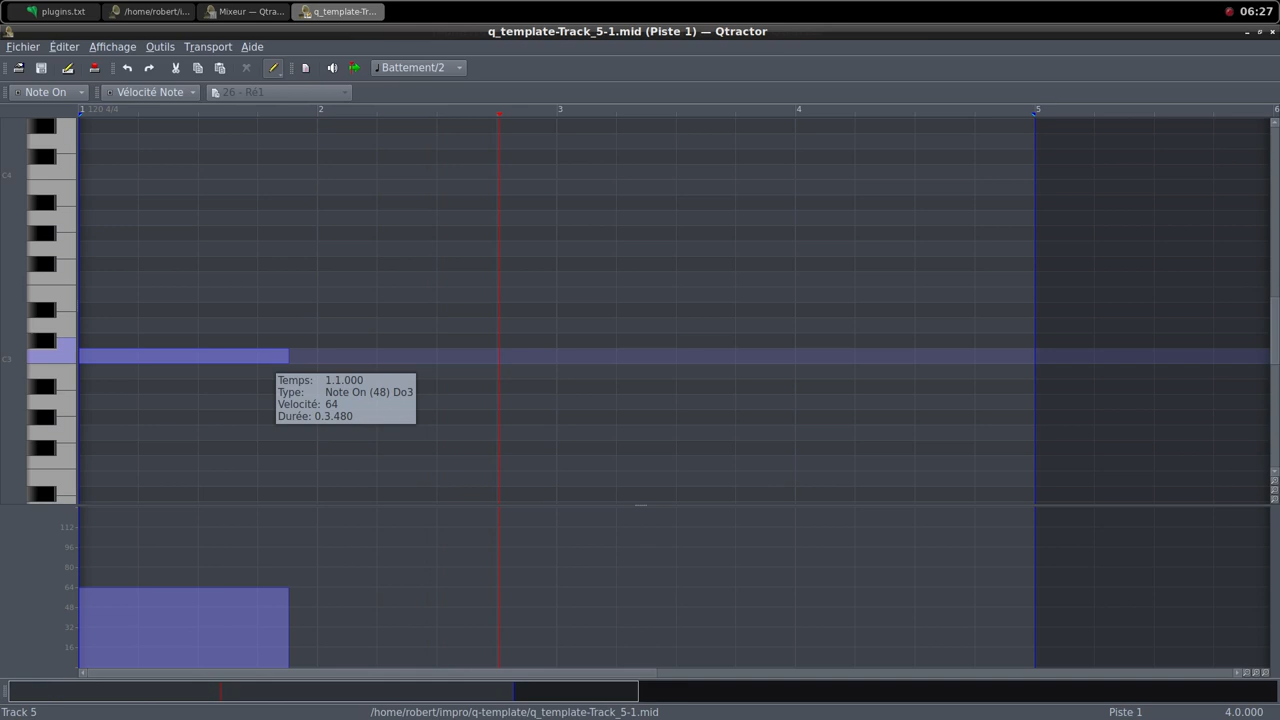 plugins.txt
/home/robert/i...
Mixeur — Qtra...
q_template-Tr...
06:27
q_template-Track_5-1.mid (Piste 1) — Qtractor
Fichier Éditer Affichage Outils Transport Aide
Battement/2
Note On
Vélocité Note
26 - Ré1
1 120 4/4 2 3 4 5 6
C4
C3
Temps: 1.1.000
Type: Note On (48) Do3
Velocité: 64
Durée: 0.3.480
112
96
80
64
48
32
16
Track 5
/home/robert/impro/q-template/q_template-Track_5-1.mid
Piste 1
4.0.000